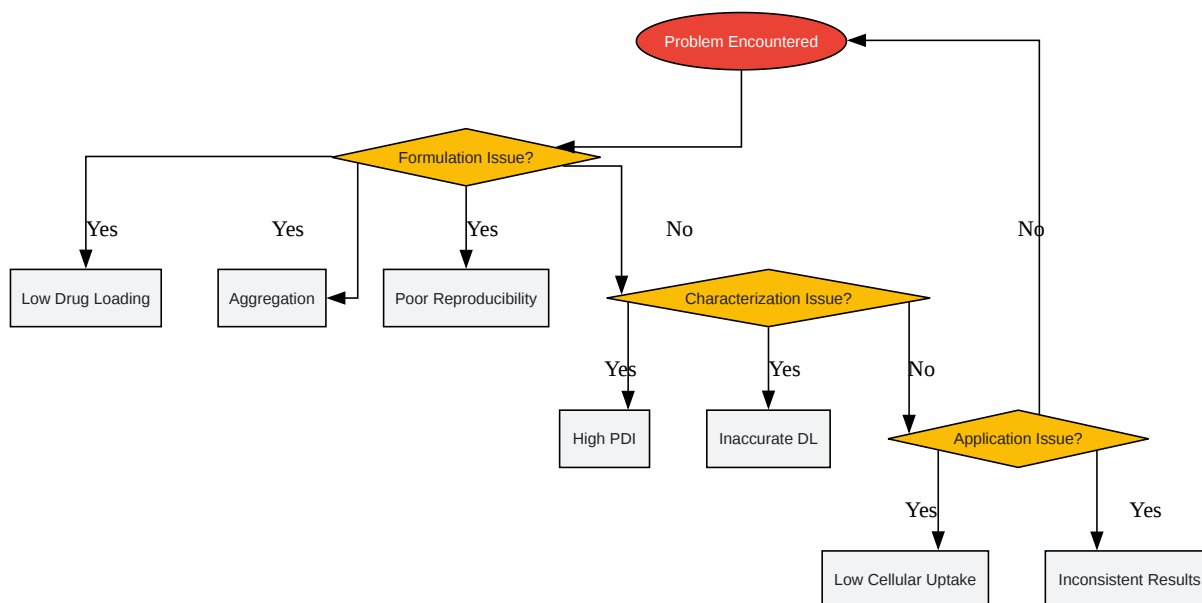 Problem Encountered
Formulation Issue?
Yes
Yes
Yes
No
No
Low Drug Loading
Aggregation
Poor Reproducibility
Characterization Issue?
Yes
Yes
No
High PDI
Inaccurate DL
Application Issue?
Yes
Yes
Low Cellular Uptake
Inconsistent Results